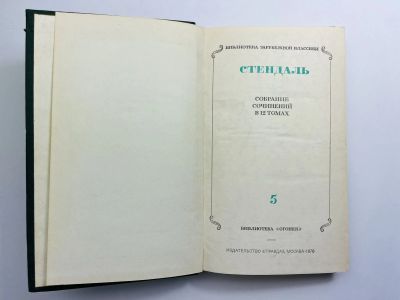 БИБЛИОТЕКА ЗАРУБЕЖНОЙ КЛАССИКИ
СТЕНДАЛЬ
СОБРАНИЕ
СОЧИНЕНИЙ
В 12 ТОМАХ
5
БИБЛИОТЕКА «ОГОНЕК»
ИЗДАТЕЛЬСТВО «ПРАВДА», МОСКВА • 1978